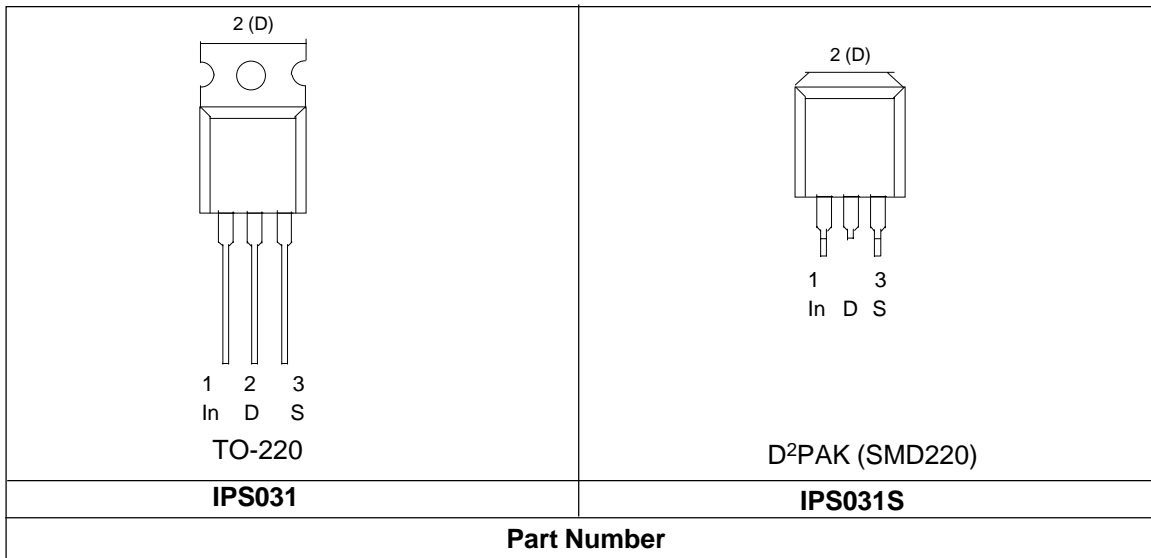 2 (D)
1 2 3
In D S
TO-220
2 (D)
1 3
In D S
D²PAK (SMD220)
IPS031
IPS031S
Part Number